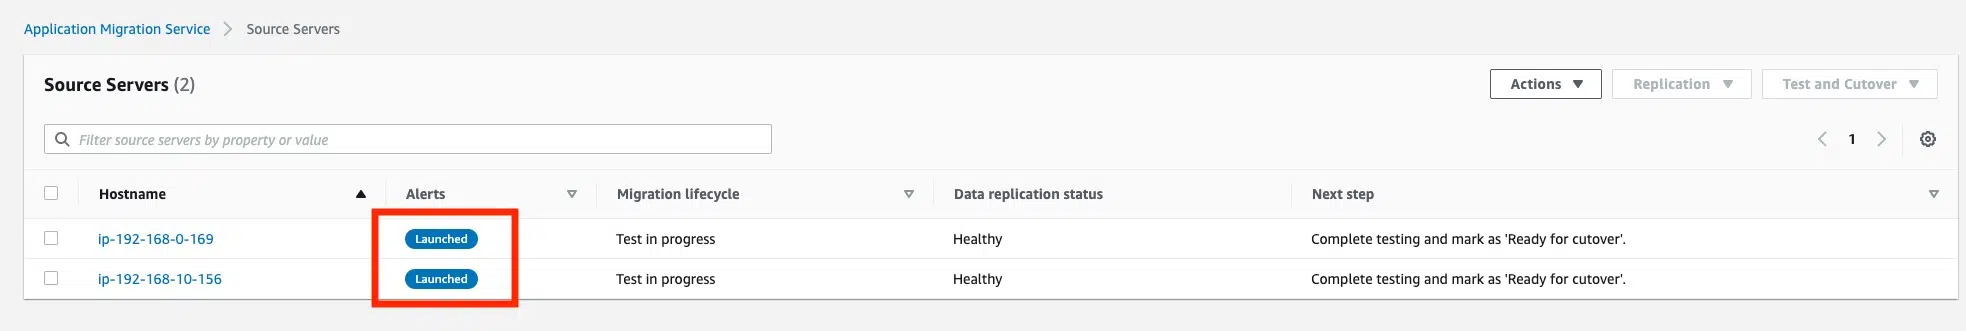 Application Migration Service > Source Servers
Source Servers (2)
Actions
Replication
Test and Cutover
Filter source servers by property or value
1
Hostname Alerts Migration lifecycle Data replication status Next step
ip-192-168-0-169 Launched Test in progress Healthy Complete testing and mark as 'Ready for cutover'.
ip-192-168-10-156 Launched Test in progress Healthy Complete testing and mark as 'Ready for cutover'.